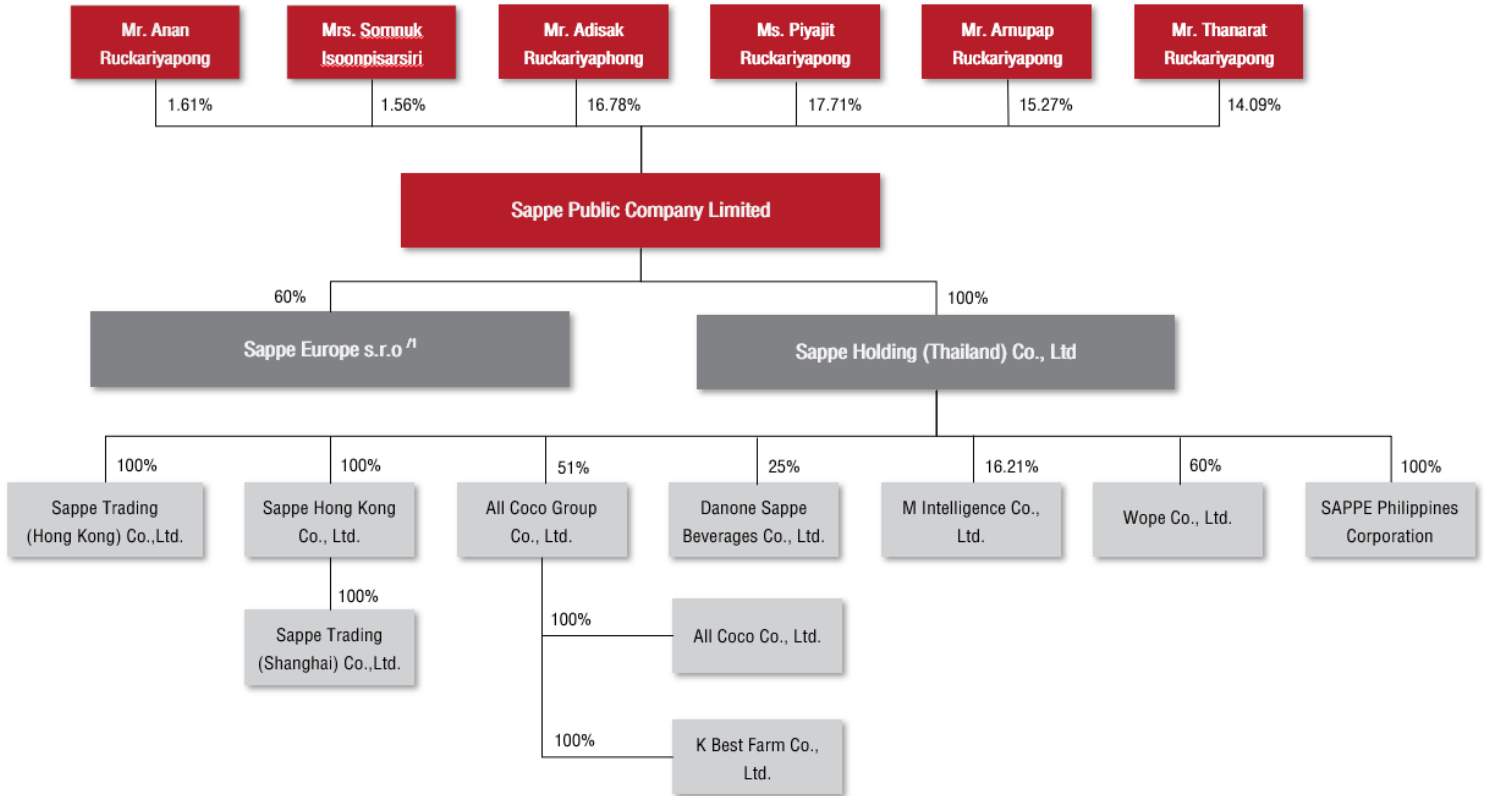 Mr. Anan
Ruckariyapong
Mrs. Somnuk
Isoonpisarsiri
Mr. Adisak
Ruckariyaphong
Ms. Piyajit
Ruckariyapong
Mr. Arnupap
Ruckariyapong
Mr. Thanarat
Ruckariyapong
1.61%
1.56%
16.78%
17.71%
15.27%
14.09%
Sappe Public Company Limited
60%
100%
Sappe Europe s.r.o /1
Sappe Holding (Thailand) Co., Ltd
100%
100%
51%
25%
16.21%
60%
100%
Sappe Trading
(Hong Kong) Co.,Ltd.
Sappe Hong Kong
Co., Ltd.
All Coco Group
Co., Ltd.
Danone Sappe
Beverages Co., Ltd.
M Intelligence Co.,
Ltd.
Wope Co., Ltd.
SAPPE Philippines
Corporation
100%
Sappe Trading
(Shanghai) Co.,Ltd.
100%
All Coco Co., Ltd.
100%
K Best Farm Co.,
Ltd.